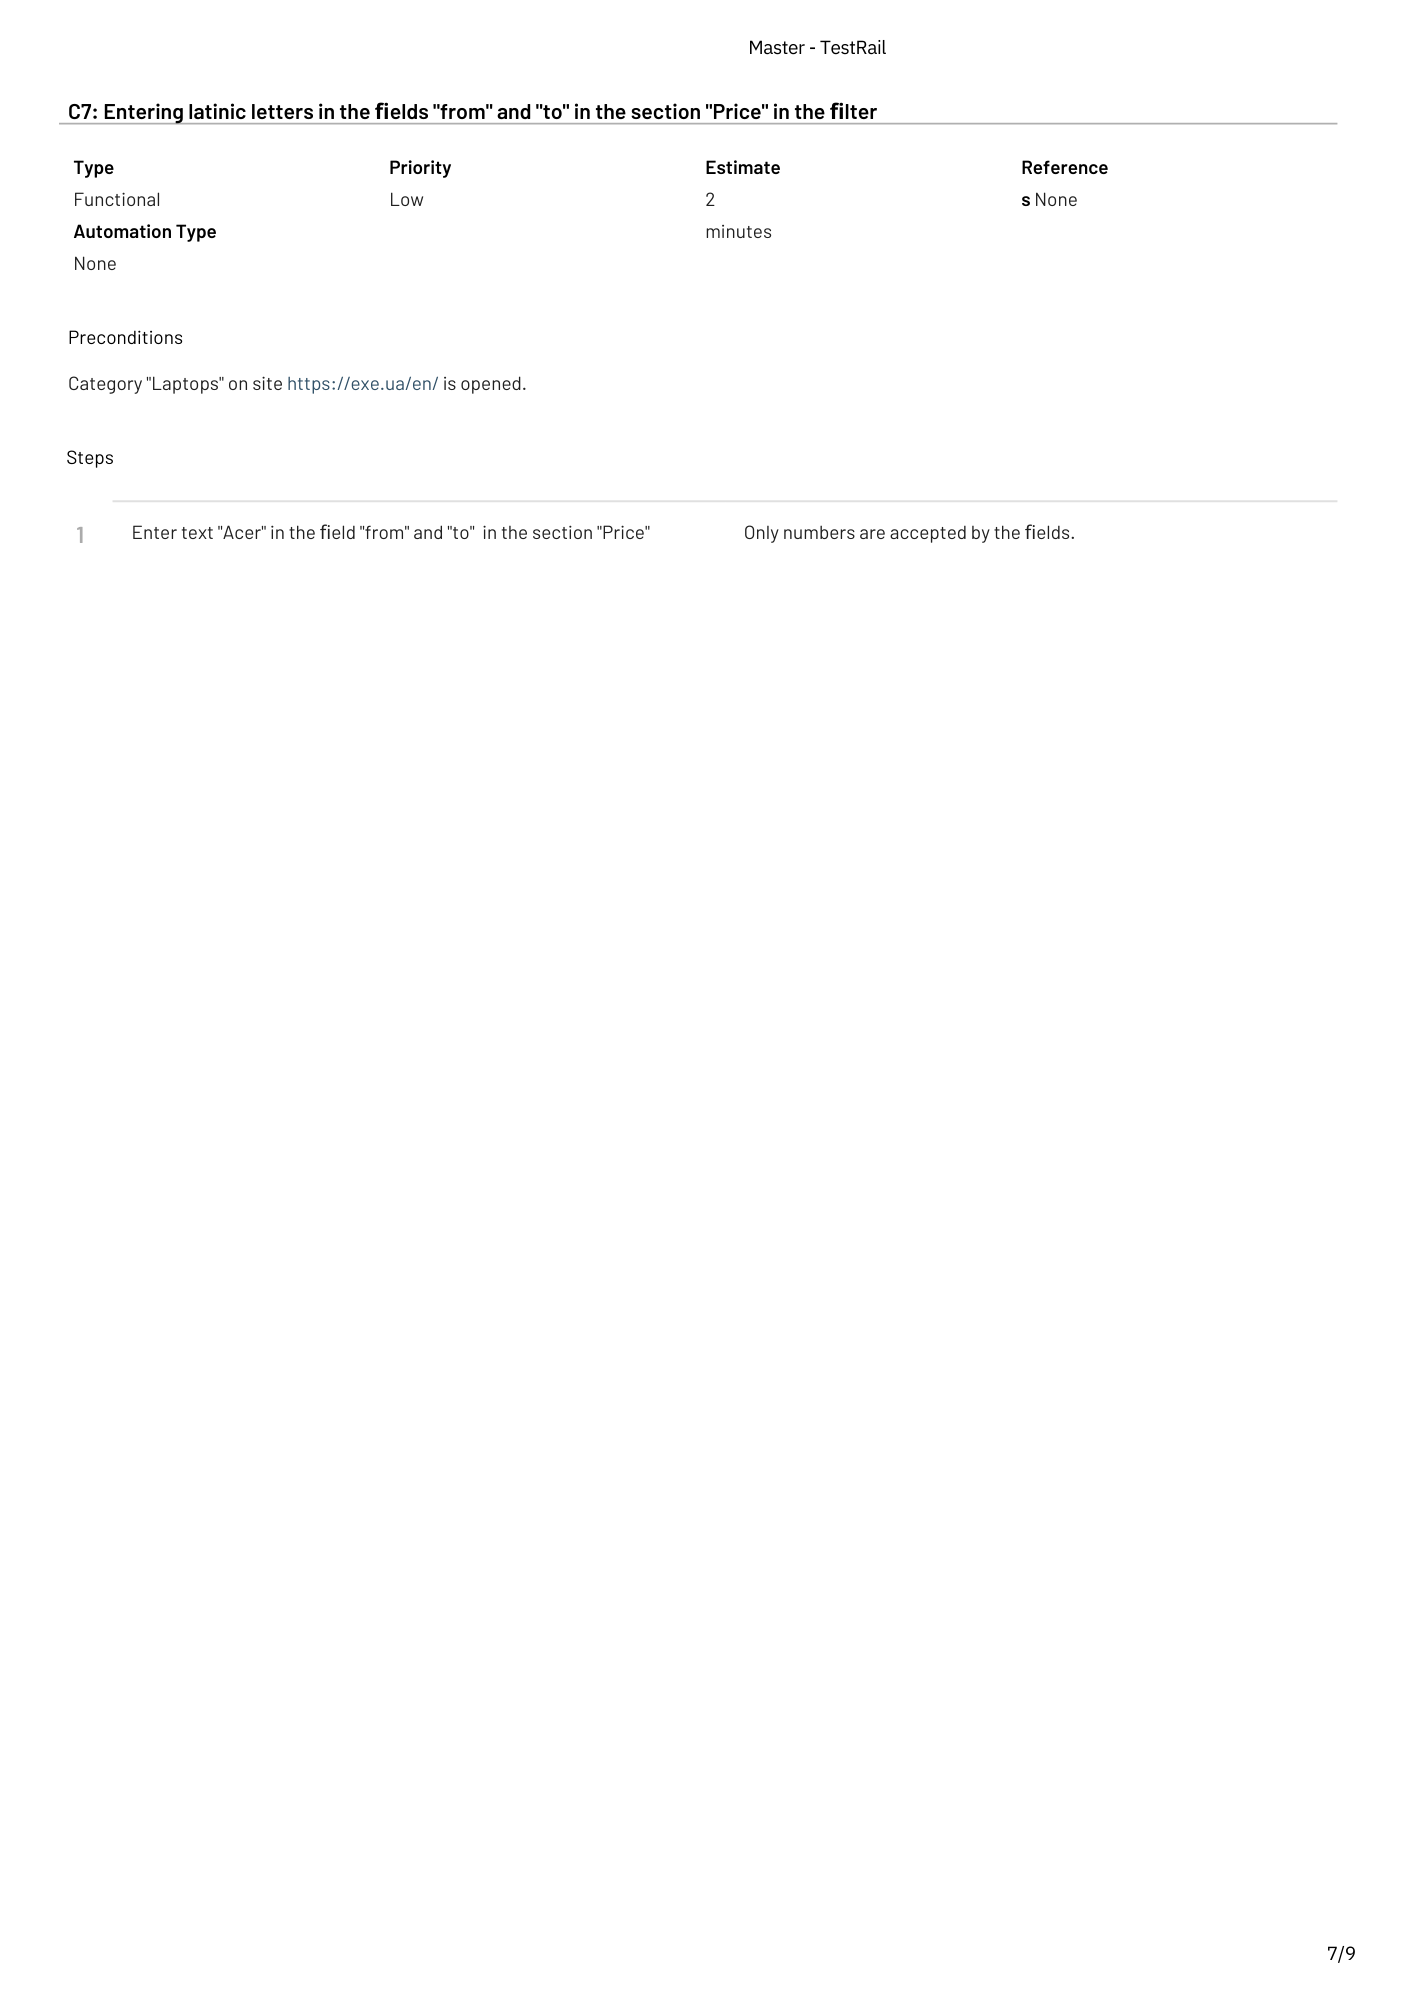 Master - TestRail
C7: Entering latinic letters in the fields "from" and "to" in the section "Price" in the filter
Type Priority Estimate Reference
Functional Low 2 s None
Automation Type minutes
None
Preconditions
Category "Laptops" on site https://exe.ua/en/ is opened.
Steps
1 Enter text "Acer" in the field "from" and "to"  in the section "Price" Only numbers are accepted by the fields.
7/9